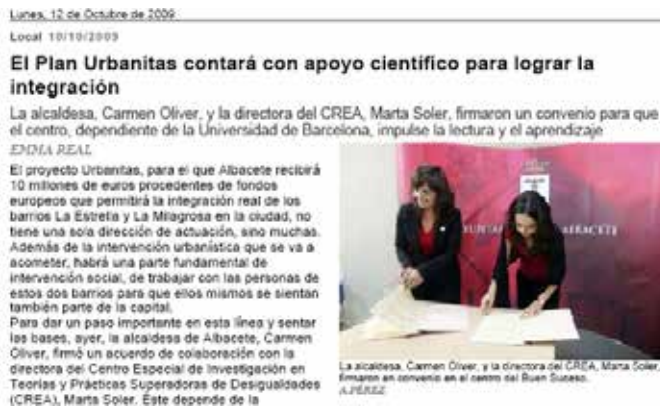 Lunes, 12 de Octubre de 2009
Local 10/10/2009
El Plan Urbanitas contará con apoyo científico para lograr la
integración
La alcaldesa, Carmen Oliver, y la directora del CREA, Marta Soler, firmaron un convenio para que
el centro, dependiente de la Universidad de Barcelona, impulse la lectura y el aprendizaje
EMMA REAL
El proyecto Urbanitas, para el que Albacete recibirá
10 millones de euros procedentes de fondos
europeos que permitirá la integración real de los
barrios La Estrella y La Milagrosa en la ciudad, no
tiene una sola dirección de actuación, sino muchas.
Además de la intervención urbanística que se va a
acometer, habrá una parte fundamental de
intervención social, de trabajar con las personas de
estos dos barrios para que ellos mismos se sientan
también parte de la capital.
Para dar un paso importante en esta línea y sentar
las bases, ayer, la alcaldesa de Albacete, Carmen
Oliver, firmó un acuerdo de colaboración con la
directora del Centro Especial de Investigación en
Teorías y Prácticas Superadoras de Desigualdades
(CREA), Marta Soler. Éste depende de la
La alcaldesa, Carmen Oliver, y la directora del CREA, Marta Soler,
firmaron en convenio en el centro del Buen Suceso.
A.PÉREZ